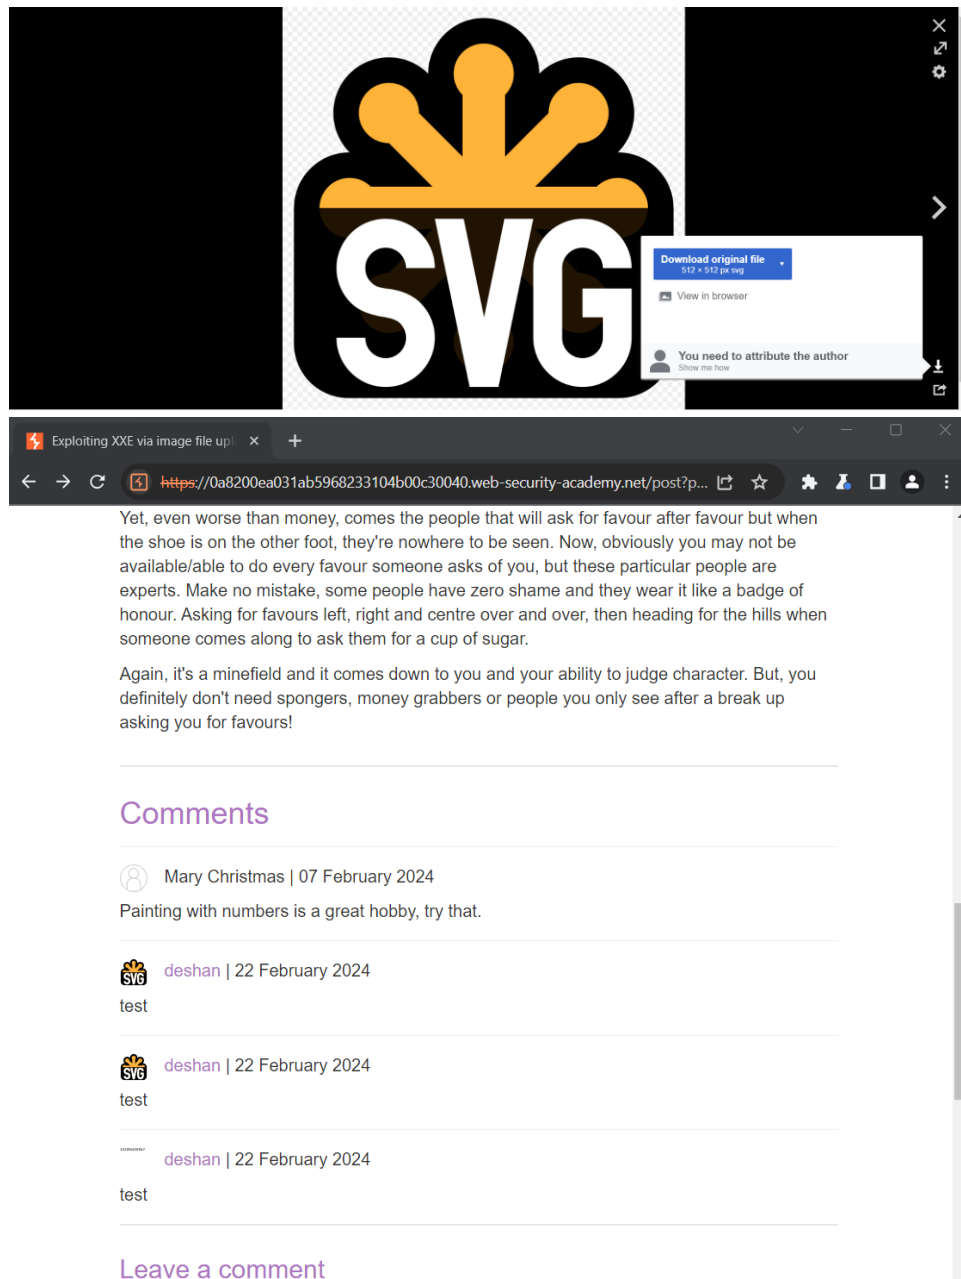 SVG
Download original file
512 × 512 px svg
View in browser
You need to attribute the author
Show me how
Exploiting XXE via image file upl
https://0a8200ea031ab5968233104b00c30040.web-security-academy.net/post?p...
Yet, even worse than money, comes the people that will ask for favour after favour but when
the shoe is on the other foot, they're nowhere to be seen. Now, obviously you may not be
available/able to do every favour someone asks of you, but these particular people are
experts. Make no mistake, some people have zero shame and they wear it like a badge of
honour. Asking for favours left, right and centre over and over, then heading for the hills when
someone comes along to ask them for a cup of sugar.
Again, it's a minefield and it comes down to you and your ability to judge character. But, you
definitely don't need spongers, money grabbers or people you only see after a break up
asking you for favours!
Comments
Mary Christmas | 07 February 2024
Painting with numbers is a great hobby, try that.
SVG deshan | 22 February 2024
test
SVG deshan | 22 February 2024
test
deshan | 22 February 2024
test
Leave a comment